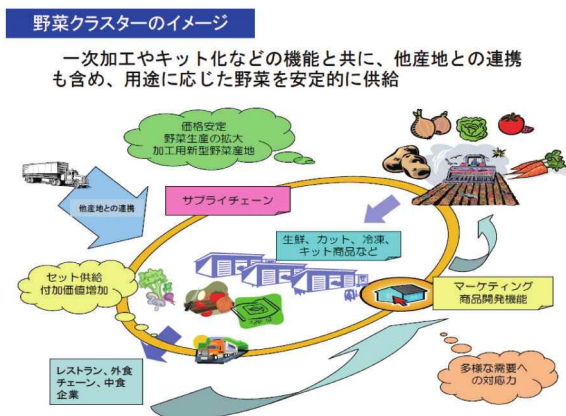 野菜クラスターのイメージ
一次加工やキット化などの機能と共に、他産地との連携
も含め、用途に応じた野菜を安定的に供給
価格安定
野菜生産の拡大
加工用新型野菜産地
他産地との連携
サプライチェーン
生鮮、カット、冷凍、
キット商品など
セット供給
付加価値増加
マーケティング
商品開発機能
レストラン、外食
チェーン、中食
企業
多様な需要へ
の対応力